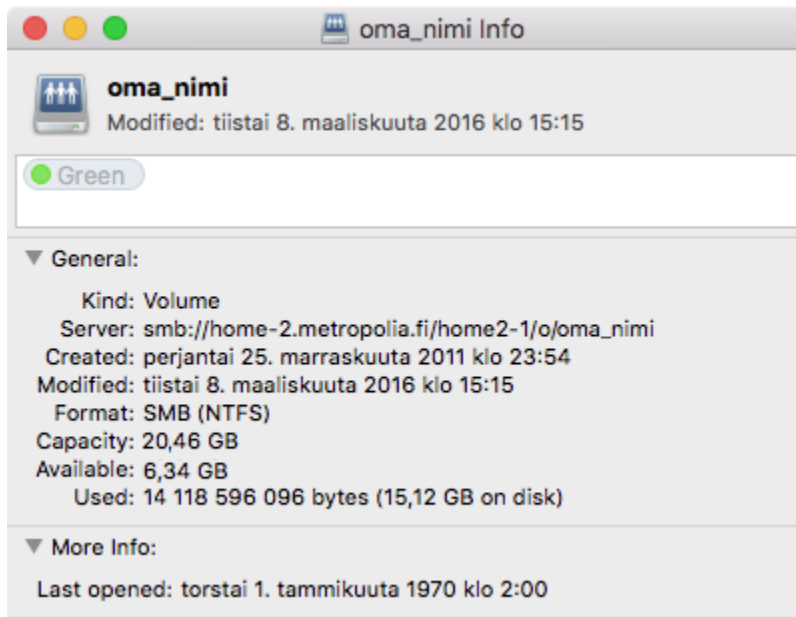 oma_nimi Info
oma_nimi
Modified: tiistai 8. maaliskuuta 2016 klo 15:15
Green
General:
Kind: Volume
Server: smb://home-2.metropolia.fi/home2-1/o/oma_nimi
Created: perjantai 25. marraskuuta 2011 klo 23:54
Modified: tiistai 8. maaliskuuta 2016 klo 15:15
Format: SMB (NTFS)
Capacity: 20,46 GB
Available: 6,34 GB
Used: 14 118 596 096 bytes (15,12 GB on disk)
More Info:
Last opened: torstai 1. tammikuuta 1970 klo 2:00